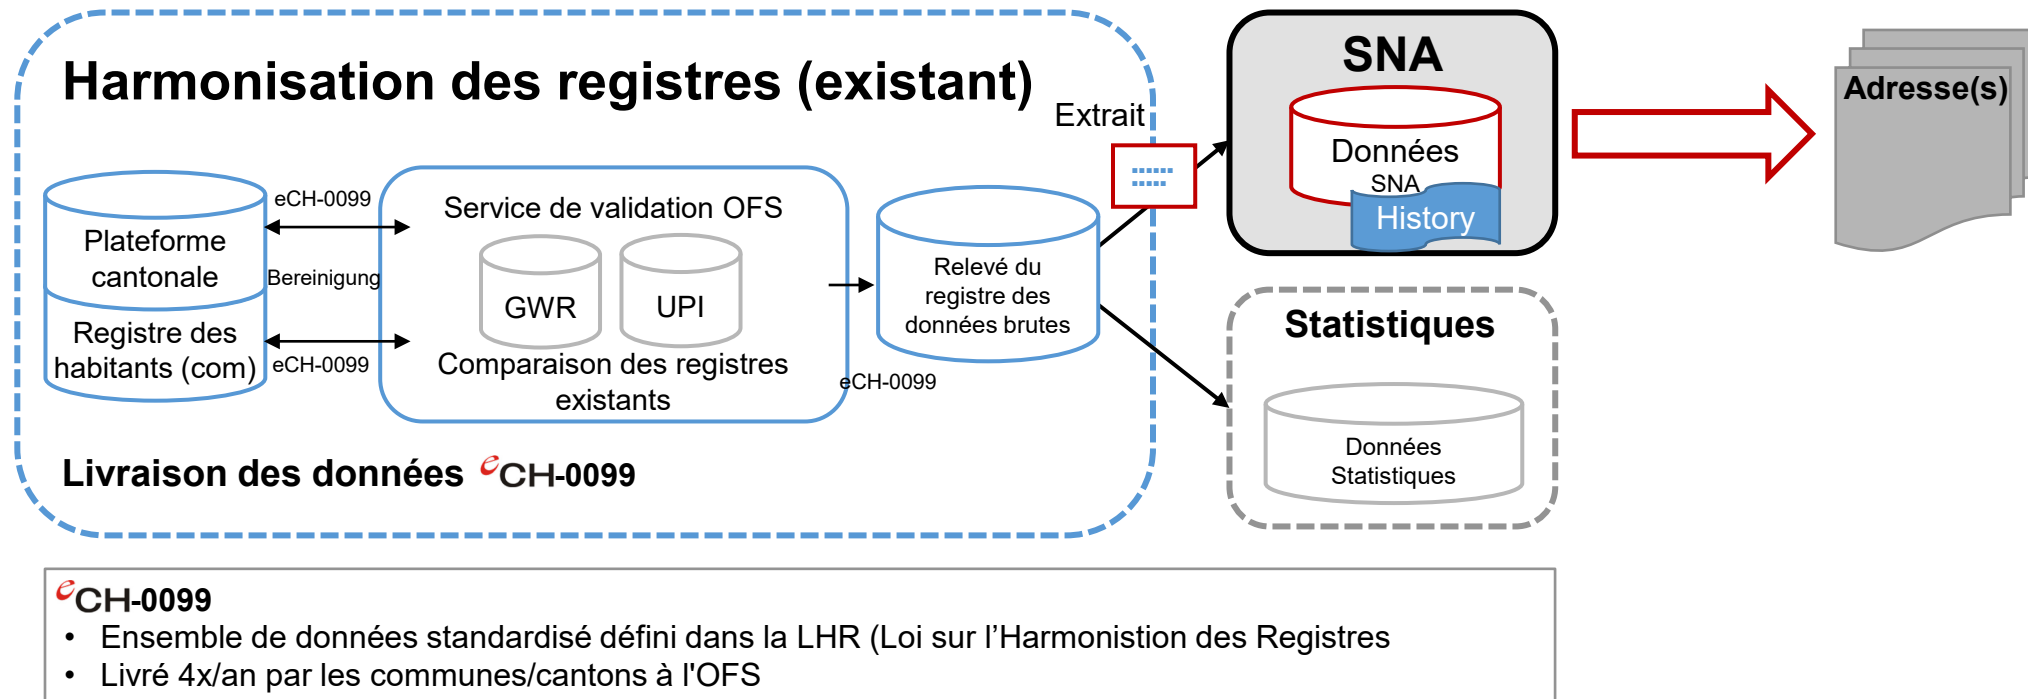 Harmonisation des registres (existant)
Extrait
SNA
Données
SNA
History
Adresse(s)
Plateforme
cantonale
Registre des
habitants (com)
eCH-0099
Bereinigung
eCH-0099
Service de validation OFS
GWR
UPI
Comparaison des registres
existants
eCH-0099
Relevé du
registre des
données brutes
Statistiques
Données
Statistiques
Livraison des données eCH-0099
eCH-0099
• Ensemble de données standardisé défini dans la LHR (Loi sur l’Harmonistion des Registres
• Livré 4x/an par les communes/cantons à l'OFS